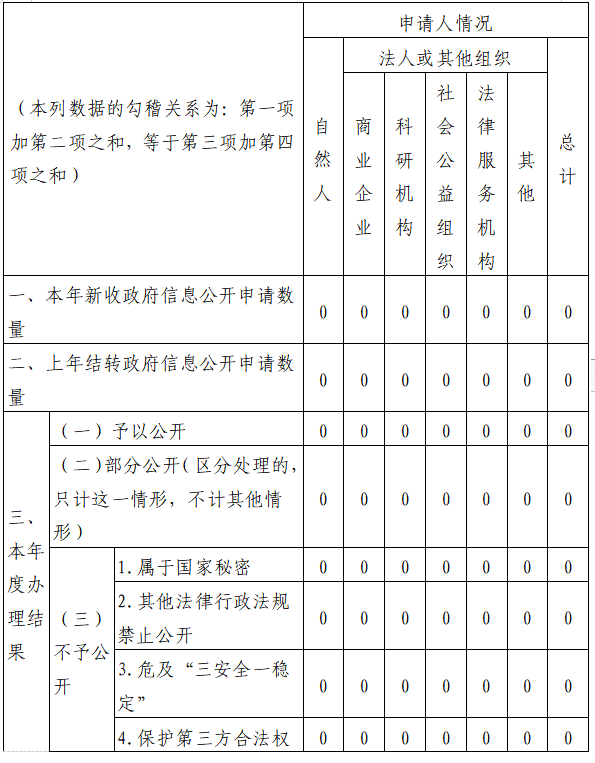 申请人情况
法人或其他组织
（本列数据的勾稽关系为：第一项
加第二项之和，等于第三项加第四
项之和）
自然人
商业企业
科研机构
社会公益组织
法律服务机构
其他
总计
一、本年新收政府信息公开申请数
量
0 0 0 0 0 0 0
二、上年结转政府信息公开申请数
量
0 0 0 0 0 0 0
三、
本年
度办
理结
果
（一）予以公开
0 0 0 0 0 0 0
（二）部分公开（区分处理的，
只计这一情形，不计其他情
形）
0 0 0 0 0 0 0
（三）
不予公
开
1.属于国家秘密
0 0 0 0 0 0 0
2.其他法律行政法规
禁止公开
0 0 0 0 0 0 0
3.危及“三安全一稳
定”
0 0 0 0 0 0 0
4.保护第三方合法权
0 0 0 0 0 0 0